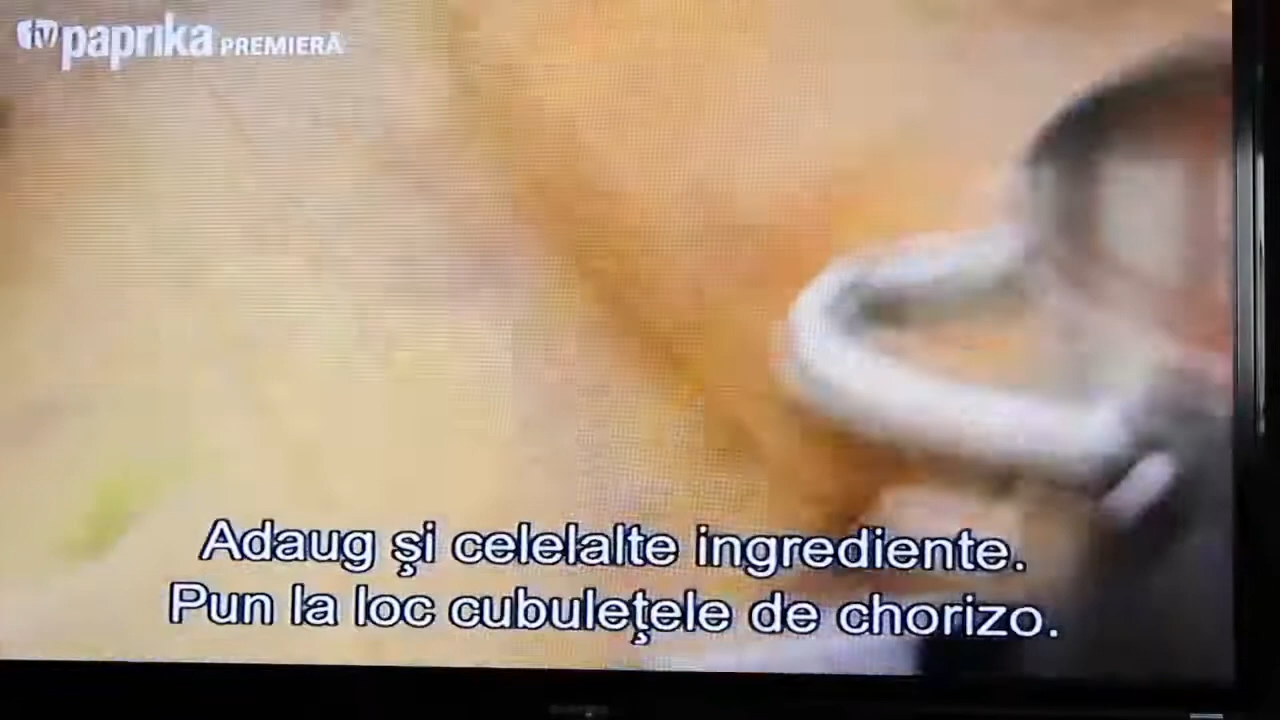 tv paprika PREMIERĂ
Adaug şi celelalte ingrediente.
Pun la loc cubuleţele de chorizo.